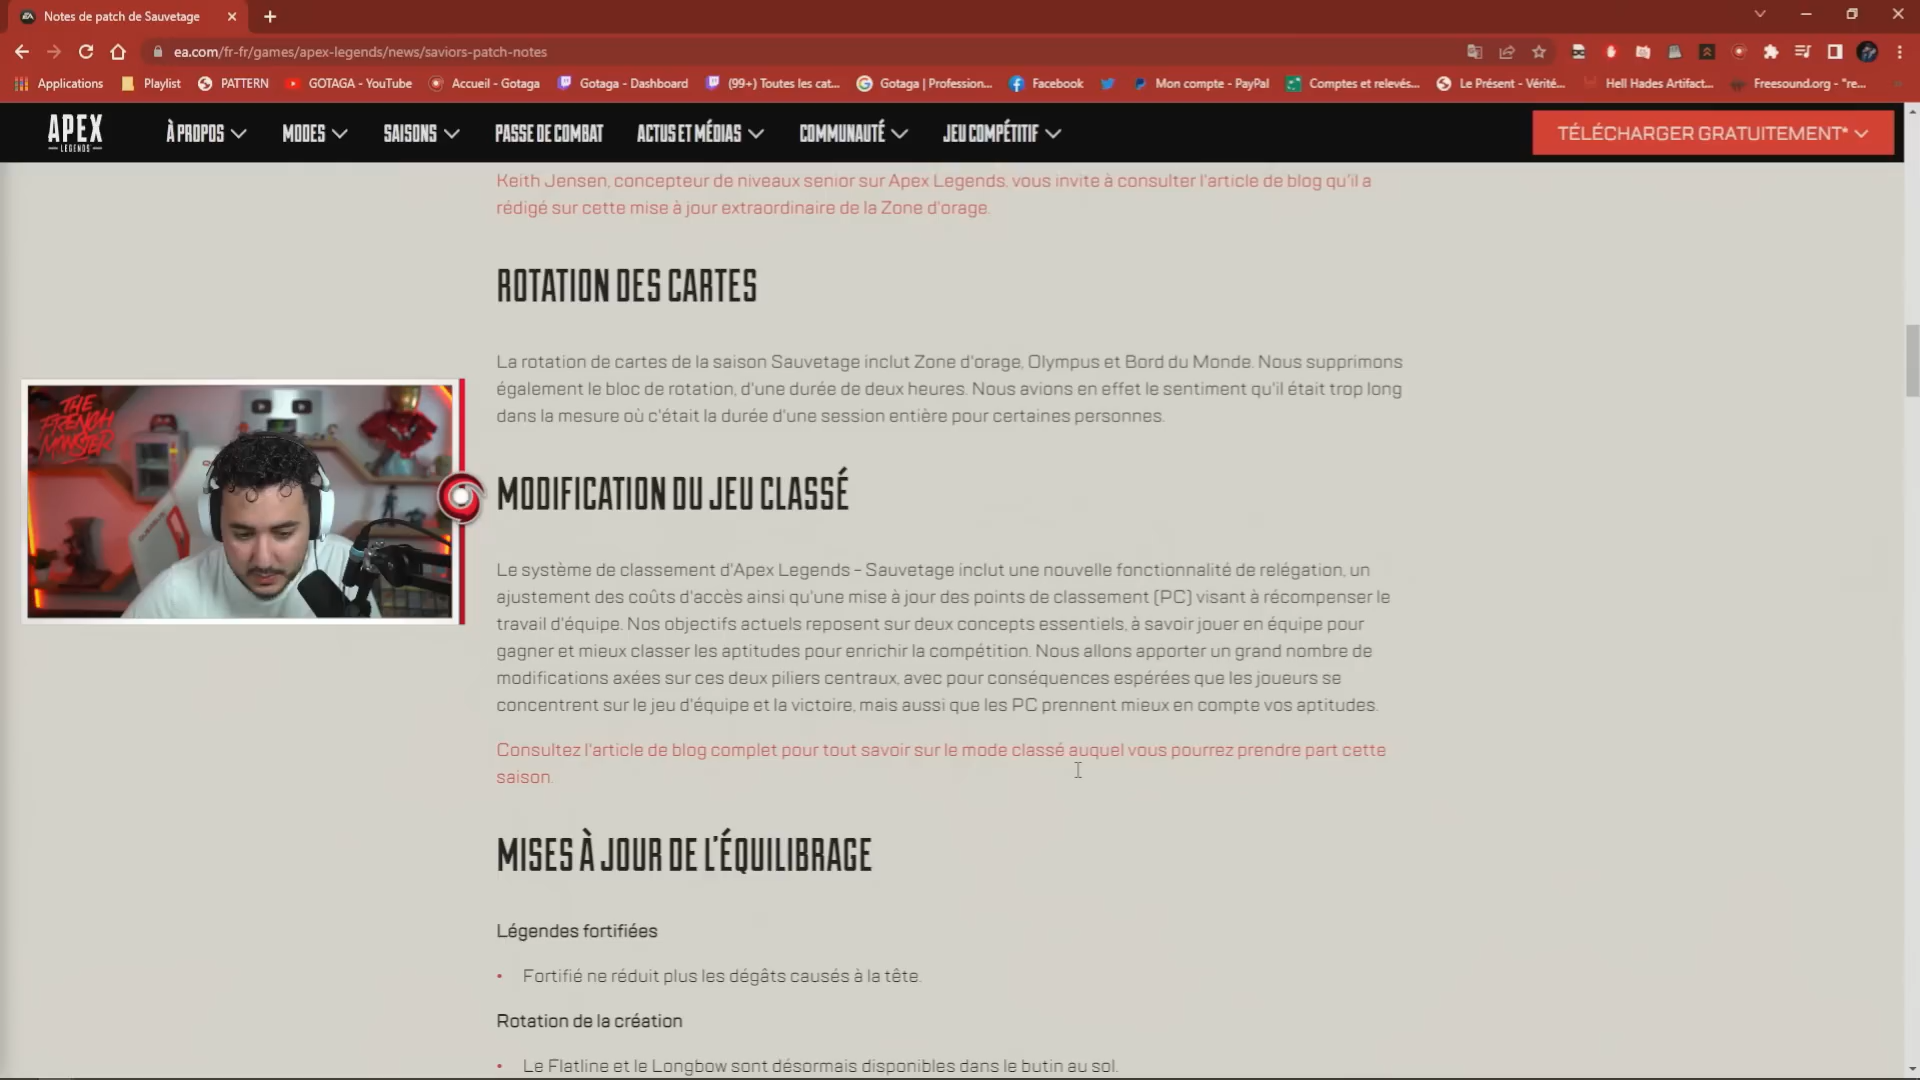 Notes de patch de Sauvetage
ea.com/fr-fr/games/apex-legends/news/saviors-patch-notes
Applications
Playlist
PATTERN
GOTAGA - YouTube
Accueil - Gotaga
Gotaga - Dashboard
(99+) Toutes les cat...
Gotaga | Profession...
Facebook
Mon compte - PayPal
Comptes et relevés...
Le Présent - Vérité...
Hell Hades Artifact...
Freesound.org - "re...
APEX
LEGENDS
À PROPOS
MODES
SAISONS
PASSE DE COMBAT
ACTUS ET MÉDIAS
COMMUNAUTÉ
JEU COMPÉTITIF
TÉLÉCHARGER GRATUITEMENT*
Keith Jensen, concepteur de niveaux senior sur Apex Legends, vous invite à consulter l'article de blog qu'il a
rédigé sur cette mise à jour extraordinaire de la Zone d'orage.
ROTATION DES CARTES
La rotation de cartes de la saison Sauvetage inclut Zone d'orage, Olympus et Bord du Monde. Nous supprimons
également le bloc de rotation, d'une durée de deux heures. Nous avions en effet le sentiment qu'il était trop long
dans la mesure où c'était la durée d'une session entière pour certaines personnes.
THE
FRENCH
MONSTER
MODIFICATION DU JEU CLASSÉ
Le système de classement d'Apex Legends – Sauvetage inclut une nouvelle fonctionnalité de relégation, un
ajustement des coûts d'accès ainsi qu'une mise à jour des points de classement (PC) visant à récompenser le
travail d'équipe. Nos objectifs actuels reposent sur deux concepts essentiels, à savoir jouer en équipe pour
gagner et mieux classer les aptitudes pour enrichir la compétition. Nous allons apporter un grand nombre de
modifications axées sur ces deux piliers centraux, avec pour conséquences espérées que les joueurs se
concentrent sur le jeu d'équipe et la victoire, mais aussi que les PC prennent mieux en compte vos aptitudes.
Consultez l'article de blog complet pour tout savoir sur le mode classé auquel vous pourrez prendre part cette
saison.
MISES À JOUR DE L'ÉQUILIBRAGE
Légendes fortifiées
• Fortifié ne réduit plus les dégâts causés à la tête.
Rotation de la création
• Le Flatline et le Longbow sont désormais disponibles dans le butin au sol.